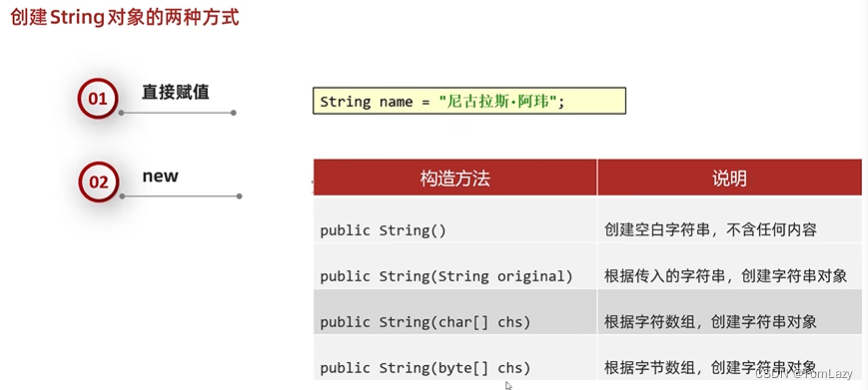 创建String对象的两种方式
01 直接赋值
String name = "尼古拉斯·阿玮";
02 new
构造方法 说明
public String() 创建空白字符串，不含任何内容
public String(String original) 根据传入的字符串，创建字符串对象
public String(char[] chs) 根据字符数组，创建字符串对象
public String(byte[] chs) 根据字节数组，创建字符串对象
CSDN @TomLazy